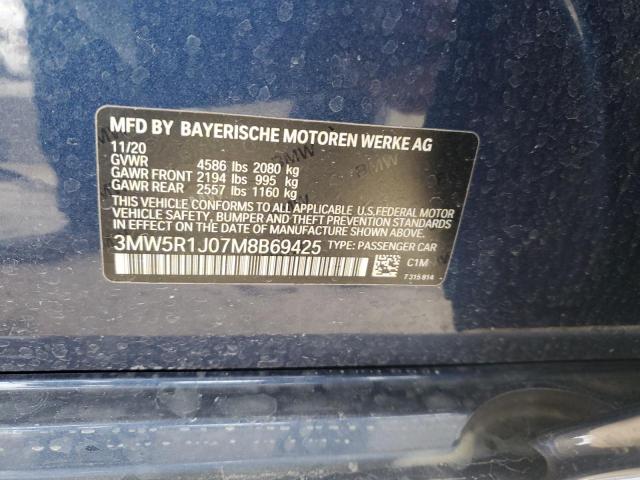 MFD BY BAYERISCHE MOTOREN WERKE AG
11/20
GVWR 4586 lbs 2080 kg
GAWR FRONT 2194 lbs 995 kg
GAWR REAR 2557 lbs 1160 kg
THIS VEHICLE CONFORMS TO ALL APPLICABLE U.S.FEDERAL MOTOR
VEHICLE SAFETY, BUMPER, AND THEFT PREVENTION STANDARDS
IN EFFECT ON THE DATE OF MANUFACTURE SHOWN ABOVE.
3MW5R1J07M8B69425 TYPE: PASSENGER CAR
C1M
7 315 814